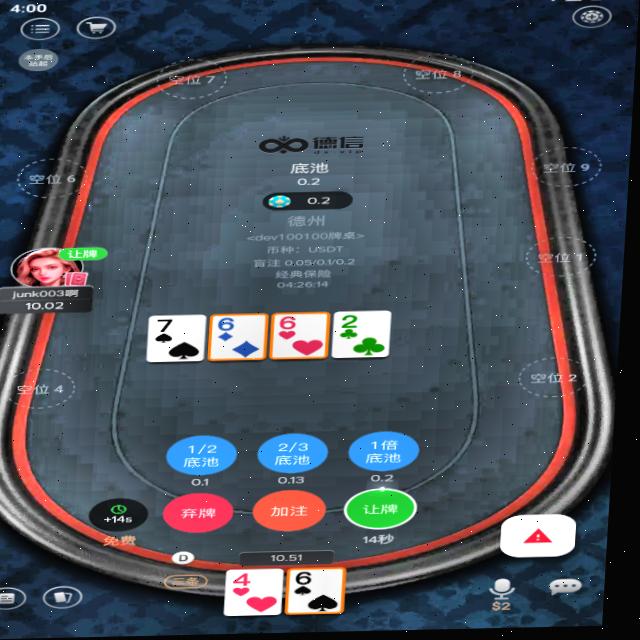 4:00
空位 7
空位 8
德信
底池
0.2
空位 9
空位 6
0.2
德州
<dev100100牌桌>
让牌
币种：USDT
空位 1
盲注 0.05/0.1/0.2
经典保险
junk003啊
04:26:14
10.02
7
6
6
2
空位 4
空位 2
1/2
底池
2/3
底池
1倍
底池
0.1
0.13
0.2
+14s
弃牌
加注
让牌
免费
14秒
D
10.51
三条
4
6
$2